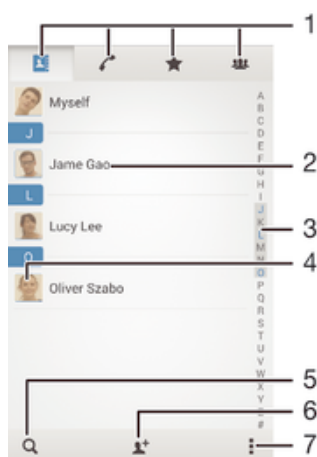 1
Myself
J
Jame Gao
2
L
Lucy Lee
3
O
Oliver Szabo
4
A
B
C
D
E
F
G
H
I
J
K
L
M
N
O
P
Q
R
S
T
U
V
W
X
Y
Z
#
5
6
7